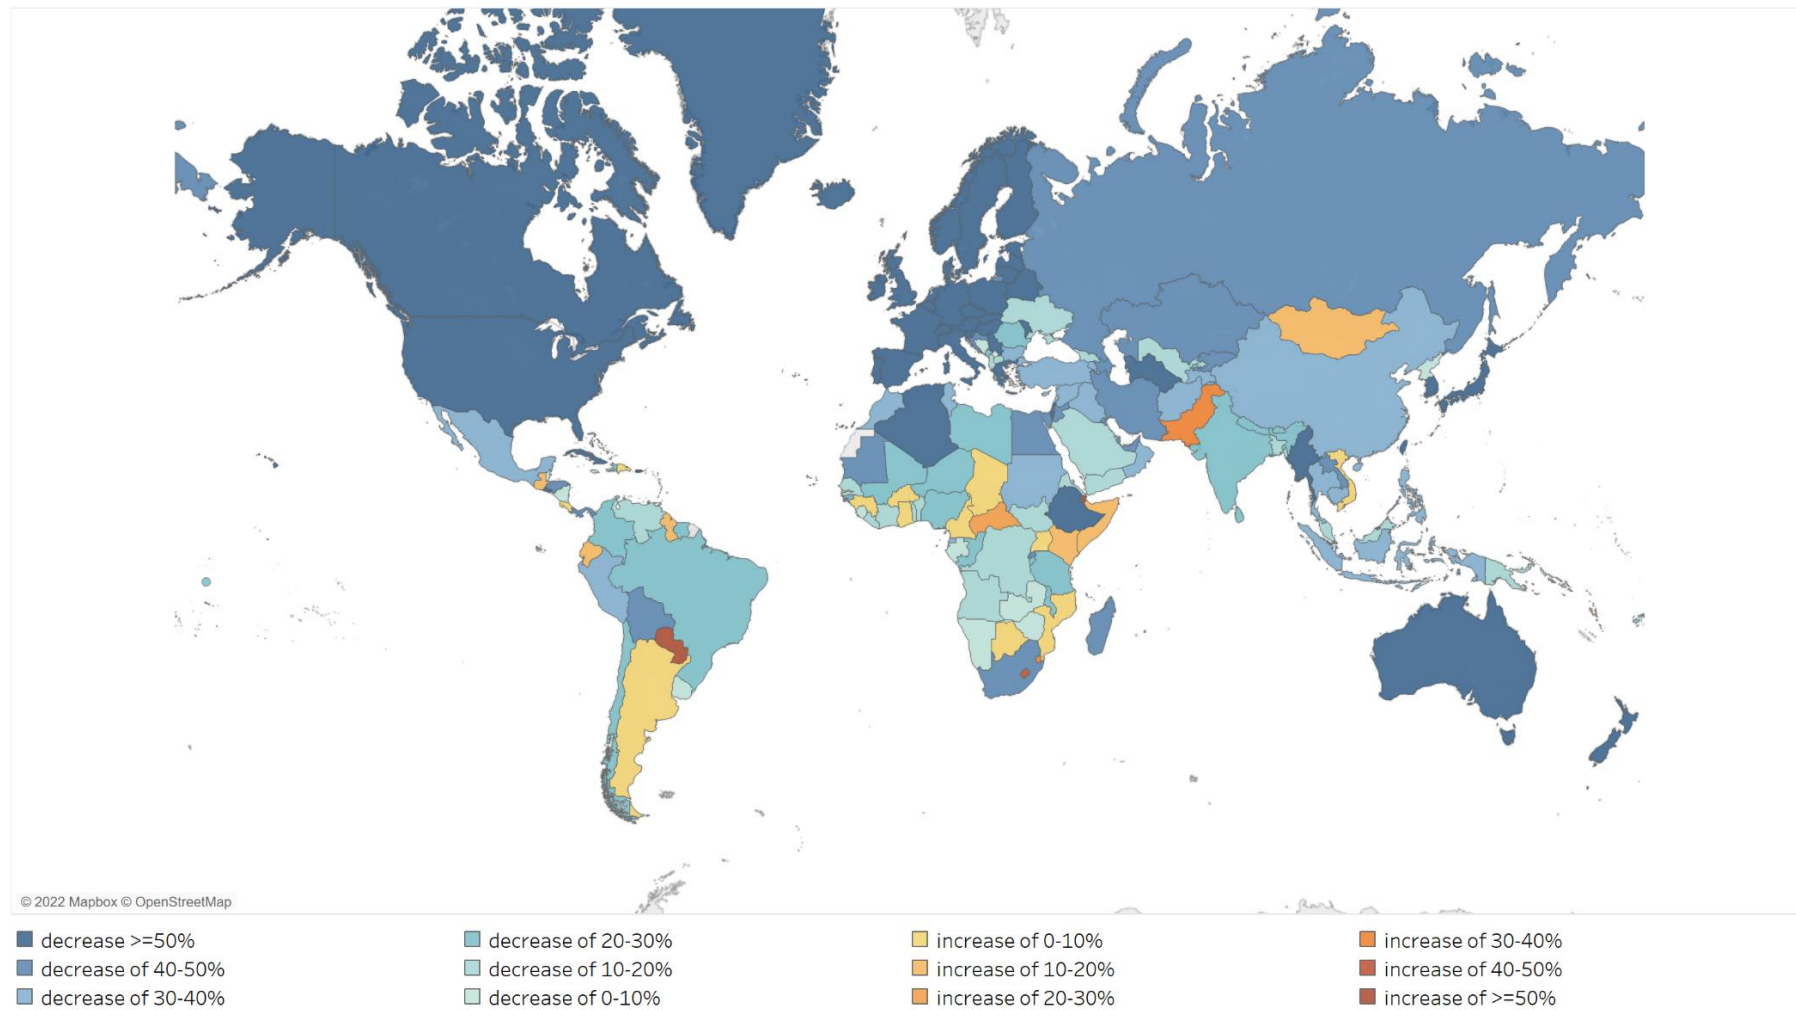 © 2022 Mapbox © OpenStreetMap
decrease >=50%
decrease of 40-50%
decrease of 30-40%
decrease of 20-30%
decrease of 10-20%
decrease of 0-10%
increase of 0-10%
increase of 10-20%
increase of 20-30%
increase of 30-40%
increase of 40-50%
increase of >=50%